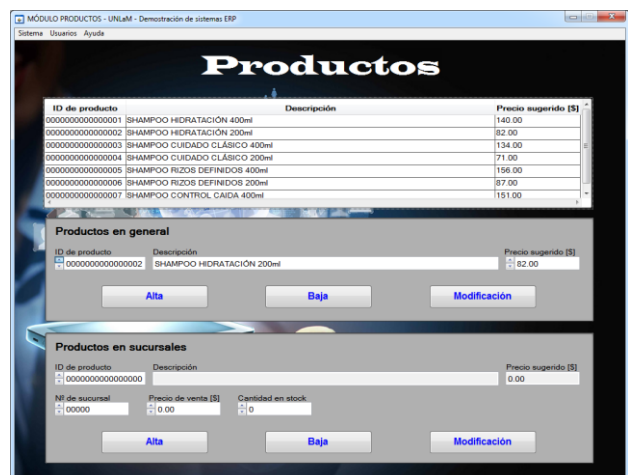 MÓDULO PRODUCTOS - UNLaM - Demostración de sistemas ERP
Sistema Usuarios Ayuda
Productos
ID de producto Descripción Precio sugerido [$]
0000000000000001 SHAMPOO HIDRATACIÓN 400ml 140.00
0000000000000002 SHAMPOO HIDRATACIÓN 200ml 82.00
0000000000000003 SHAMPOO CUIDADO CLÁSICO 400ml 134.00
0000000000000004 SHAMPOO CUIDADO CLÁSICO 200ml 71.00
0000000000000005 SHAMPOO RIZOS DEFINIDOS 400ml 156.00
0000000000000006 SHAMPOO RIZOS DEFINIDOS 200ml 87.00
0000000000000007 SHAMPOO CONTROL CAIDA 400ml 151.00
Productos en general
ID de producto Descripción Precio sugerido [$]
0000000000000002 SHAMPOO HIDRATACIÓN 200ml 82.00
Alta Baja Modificación
Productos en sucursales
ID de producto Descripción Precio sugerido [$]
0000000000000000 0.00
Nº de sucursal Precio de venta [$] Cantidad en stock
00000 0.00 0
Alta Baja Modificación